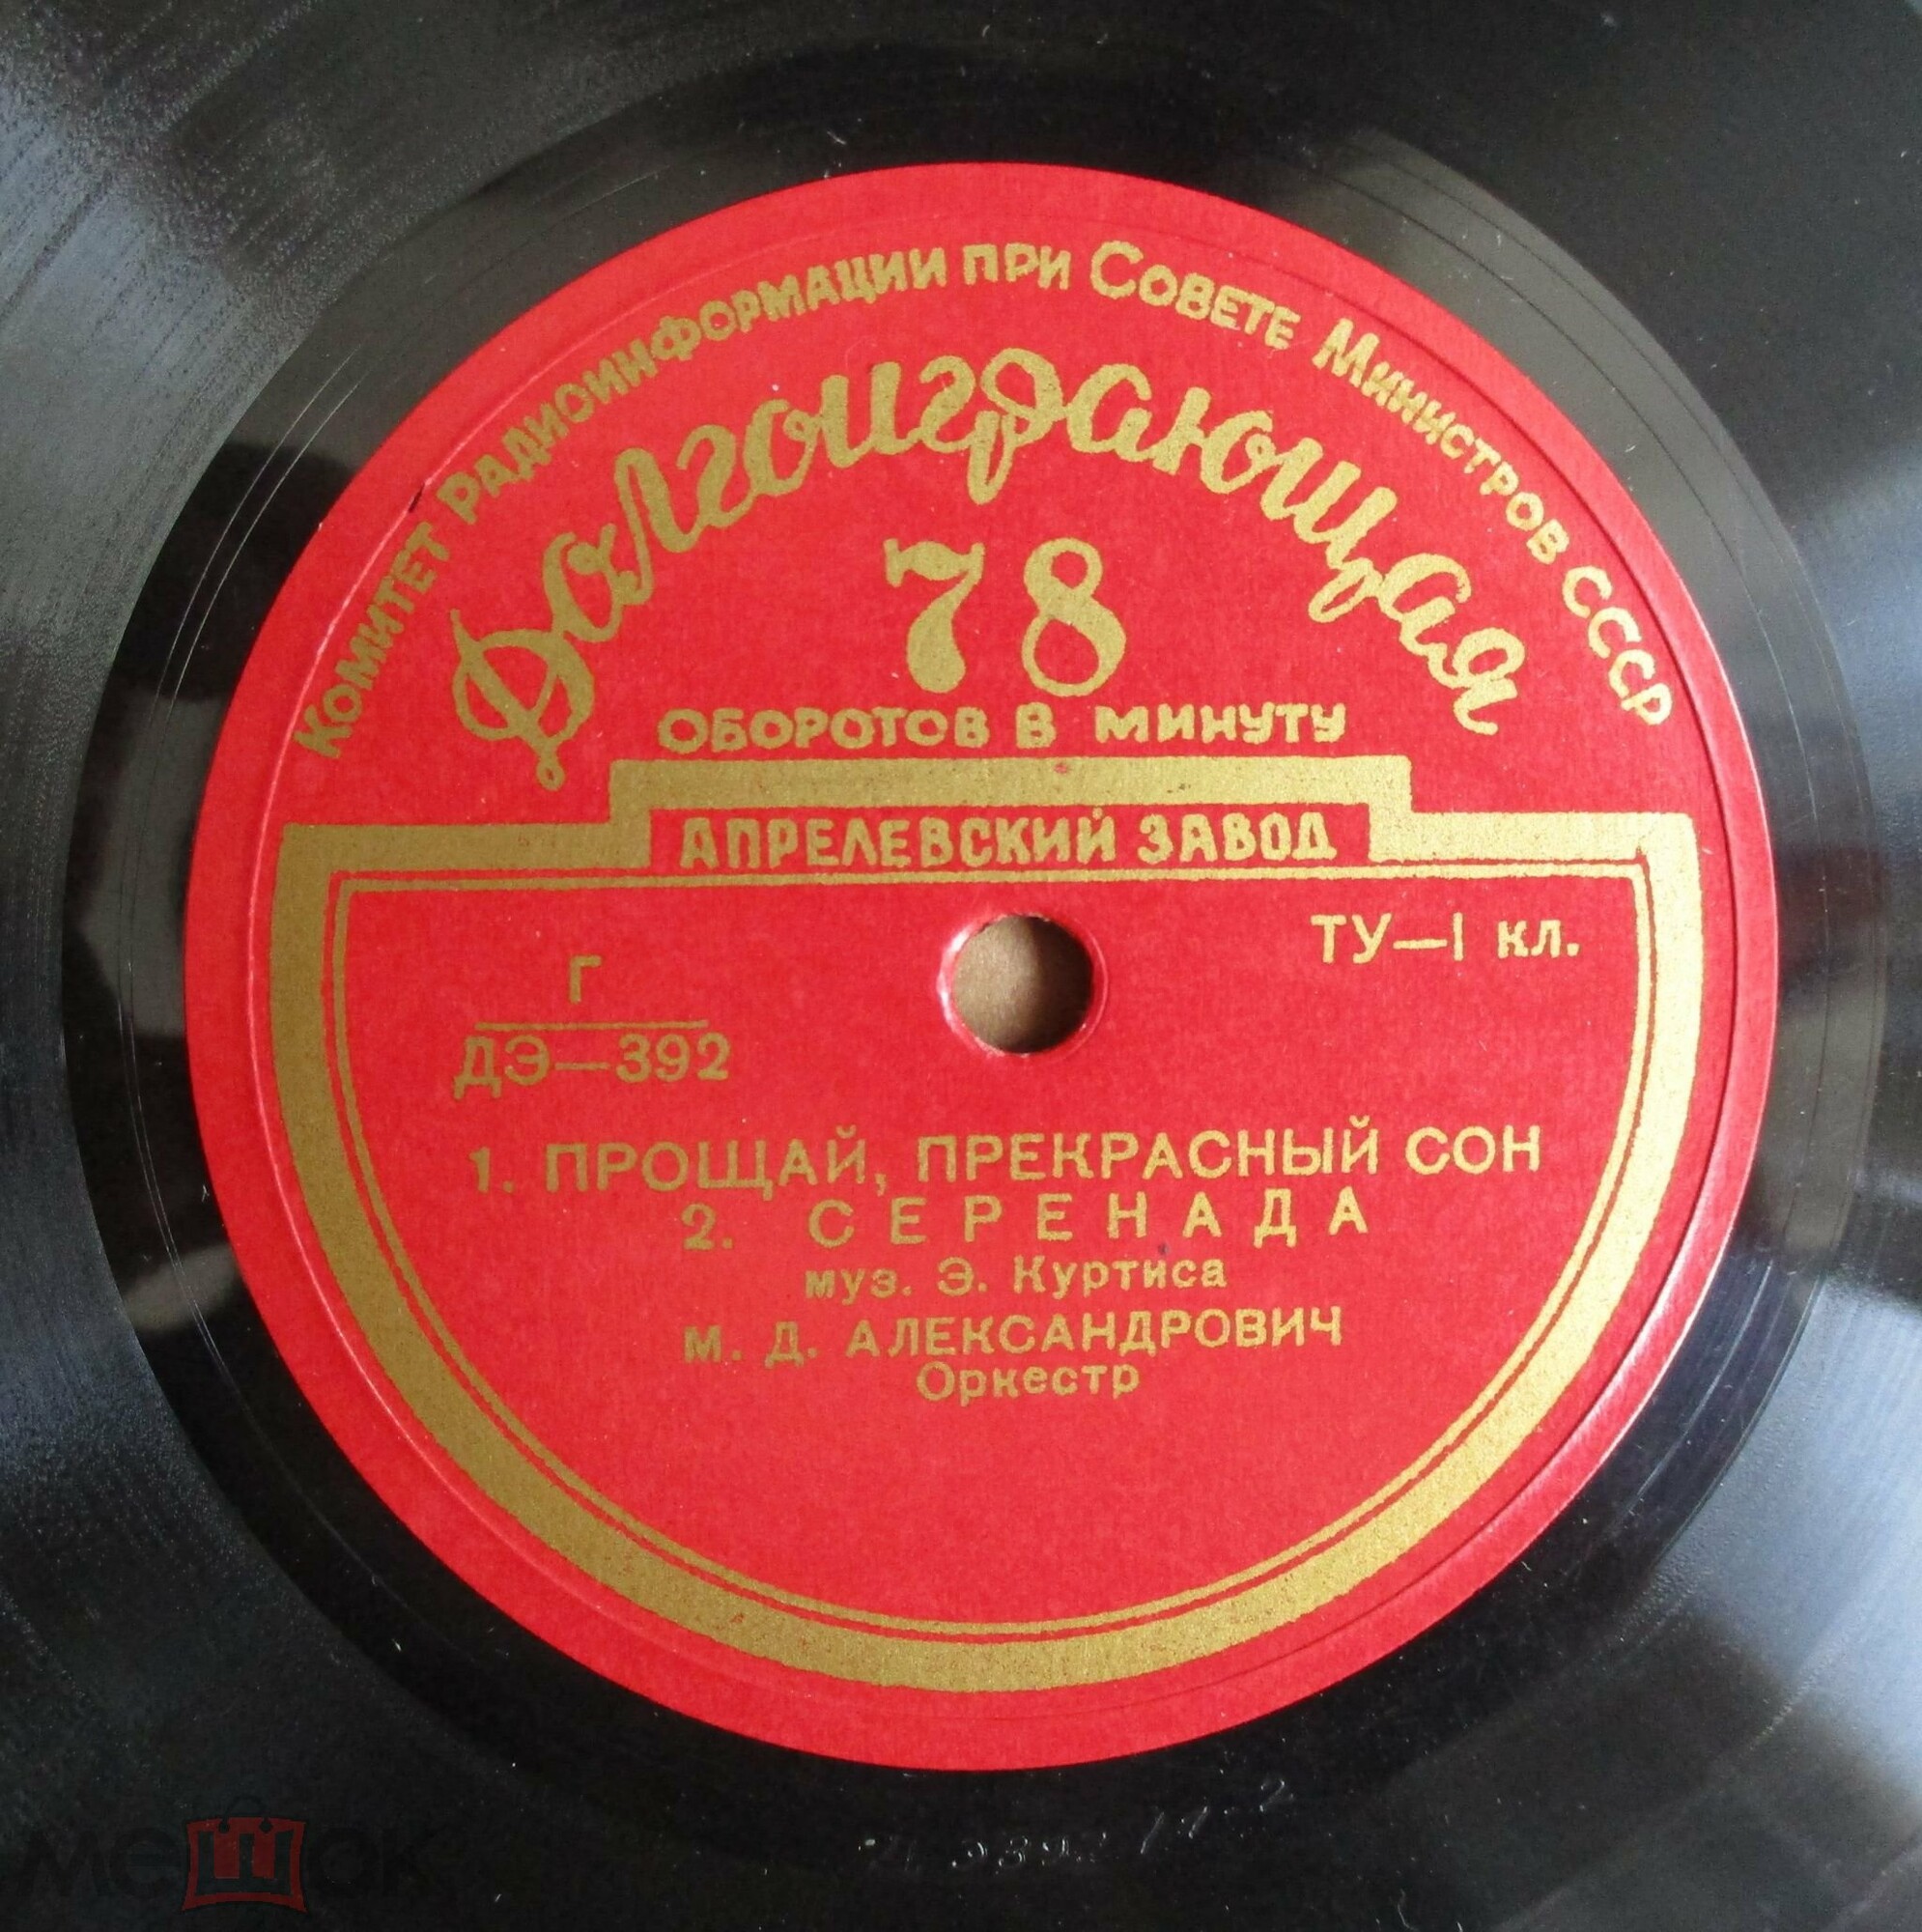 Комитет Радиоинформации при Совете Министров СССР
Долгоиграющая
78
ОБОРОТОВ В МИНУТУ
АПРЕЛЕВСКИЙ ЗАВОД
ТУ—I кл.
Г
ДЭ—392
1. ПРОЩАЙ, ПРЕКРАСНЫЙ СОН
2. СЕРЕНАДА
муз. Э. Куртиса
М. Д. АЛЕКСАНДРОВИЧ
Оркестр
мешок